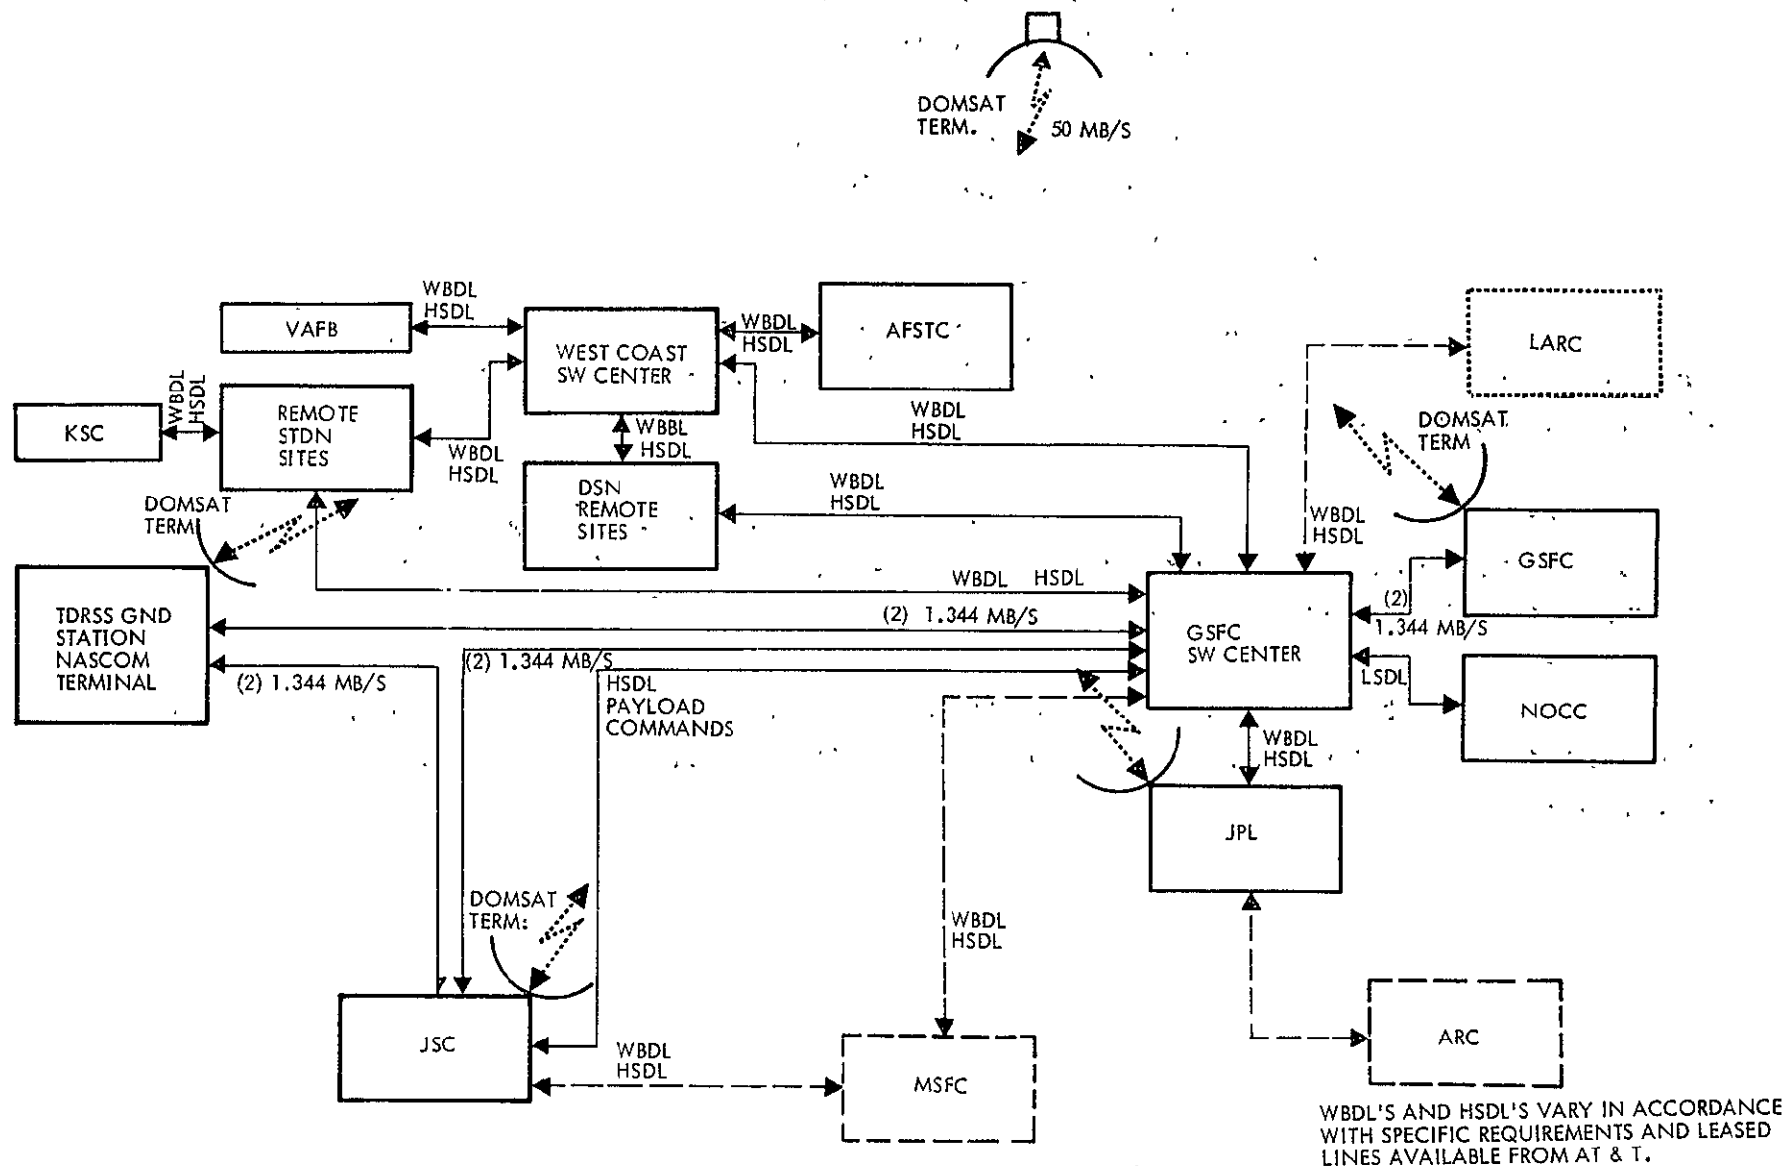 DOMSAT
TERM.
50 MB/S
WBDL
HSDL
VAFB
WEST COAST
SW CENTER
WBDL
HSDL
AFSTC
LARC
KSC
WBDL
HSDL
REMOTE
STDN
SITES
WBDL
HSDL
WBBL
HSDL
WBDL
HSDL
DOMSAT
TERM
DOMSAT
TERM
DSN
REMOTE
SITES
WBDL
HSDL
WBDL
HSDL
GSFC
TDRSS GND
STATION
NASCOM
TERMINAL
WBDL HSDL
(2) 1.344 MB/S
(2) 1.344 MB/S
(2) 1.344 MB/S
HSDL
PAYLOAD
COMMANDS
GSFC
SW CENTER
(2)
1.344 MB/S
LSDL
NOCC
WBDL
HSDL
JPL
DOMSAT
TERM:
WBDL
HSDL
JSC
WBDL
HSDL
MSFC
ARC
WBDL'S AND HSDL'S VARY IN ACCORDANCE
WITH SPECIFIC REQUIREMENTS AND LEASED
LINES AVAILABLE FROM AT & T.